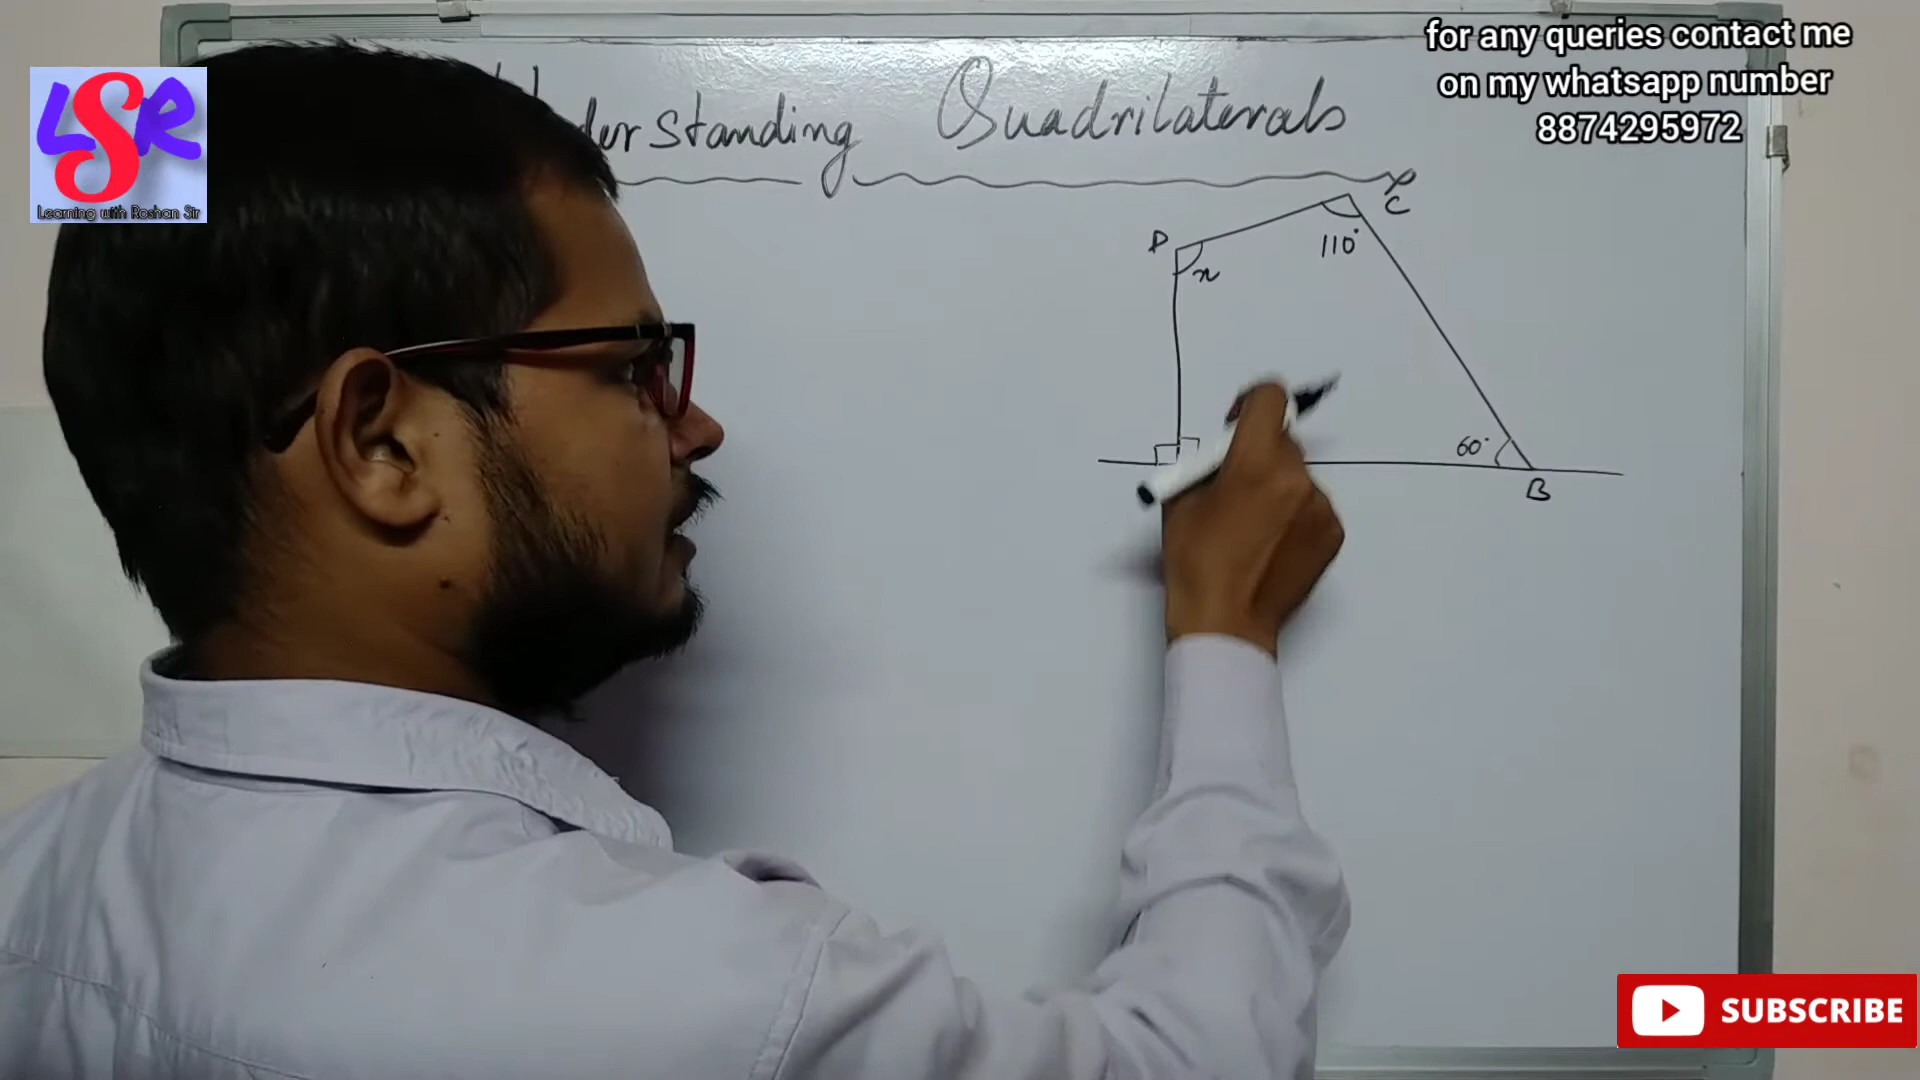 for any queries contact me
on my whatsapp number
8874295972
LSR
Learning with Roshan Sir
standing Quadrilaterals
D
C
110°
x
60°
B
SUBSCRIBE